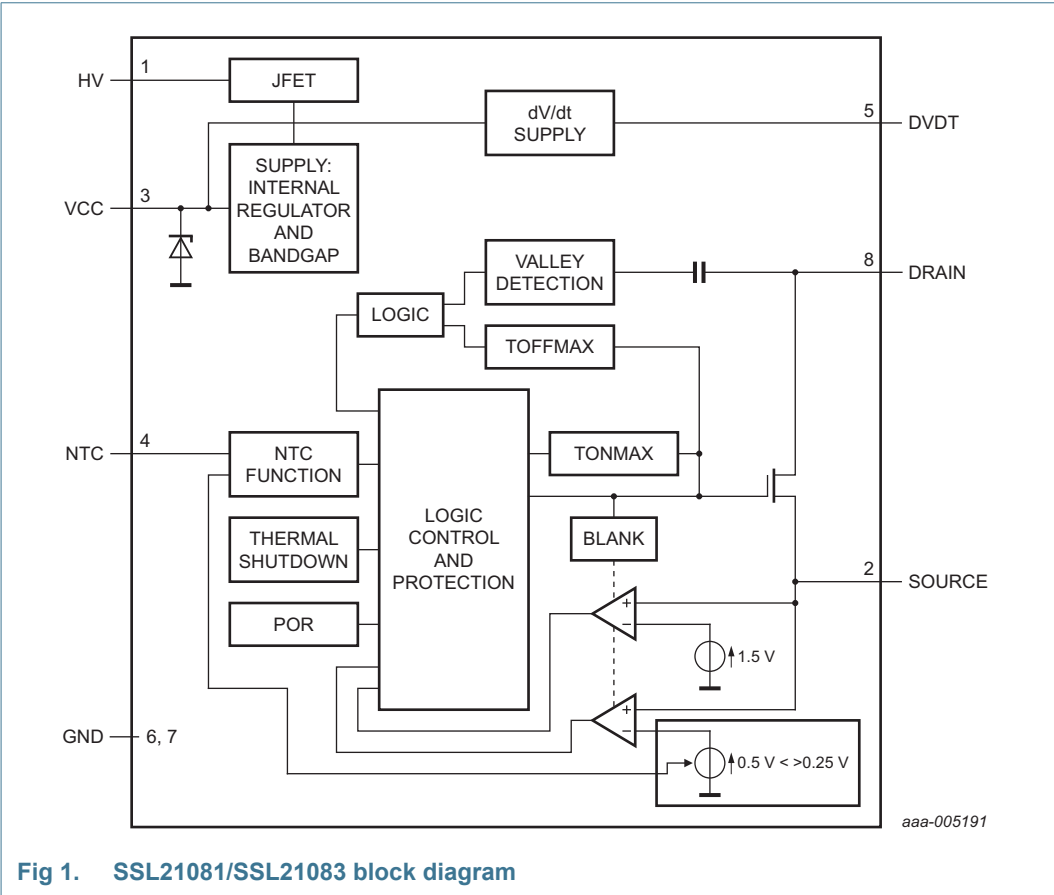 HV
1
JFET
dV/dt
SUPPLY
5
DVDT
SUPPLY:
INTERNAL
REGULATOR
AND
BANDGAP
VCC
3
VALLEY
DETECTION
8
DRAIN
LOGIC
TOFFMAX
NTC
4
NTC
FUNCTION
TONMAX
LOGIC
CONTROL
AND
PROTECTION
THERMAL
SHUTDOWN
BLANK
2
SOURCE
POR
+
−
1.5 V
+
−
0.5 V < >0.25 V
GND
6, 7
aaa-005191
Fig 1. SSL21081/SSL21083 block diagram